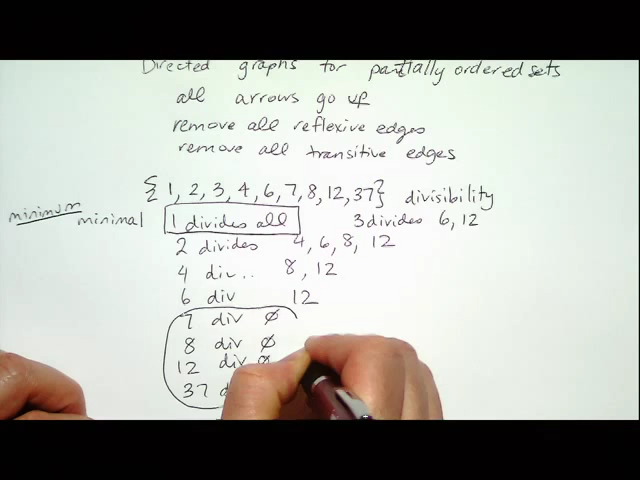 Directed graphs for partially ordered sets
all arrows go up
remove all reflexive edges
remove all transitive edges
{1, 2, 3, 4, 6, 7, 8, 12, 37} divisibility
minimum minimal 1 divides all 3 divides 6, 12
2 divides 4, 6, 8, 12
4 div.. 8, 12
6 div 12
7 div ∅
8 div ∅
12 div ∅
37